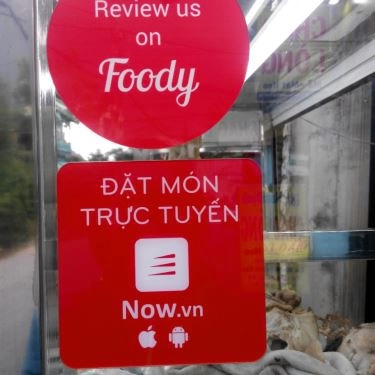 Review us
on
Foody
ĐẶT MÓN
TRỰC TUYẾN
Now.vn